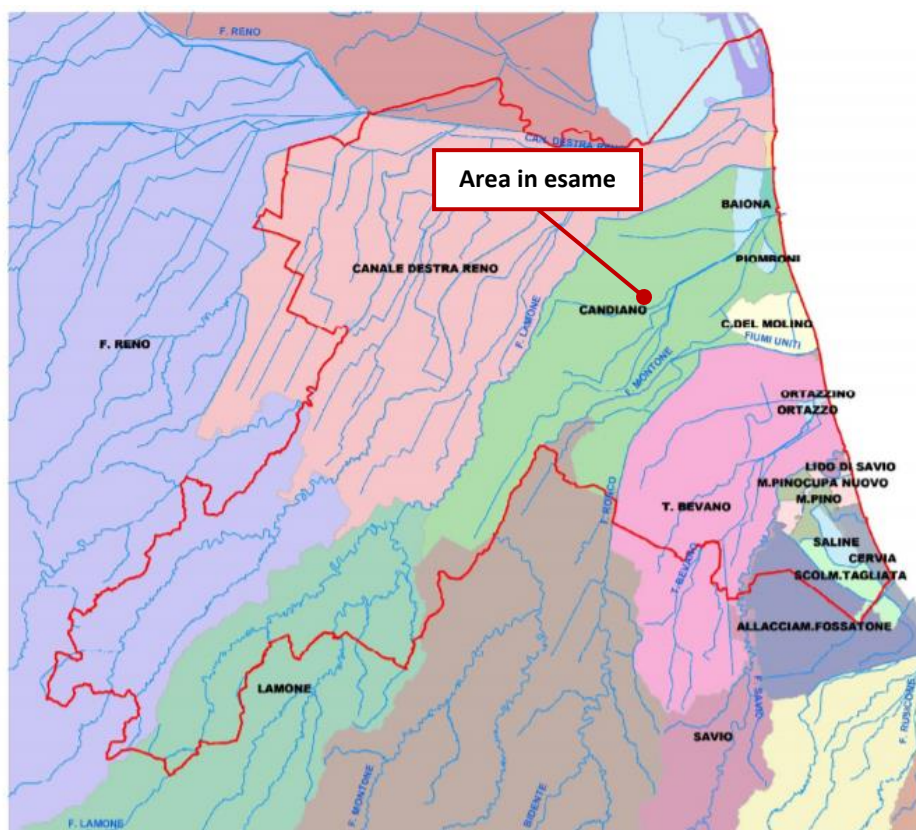 F. RENO
CAN. DESTRA RENO
Area in esame
BAIONA
CANALE DESTRA RENO
PIOMBONI
F. LAMONE
CANDIANO
C.DEL MOLINO
FIUMI UNITI
F. RENO
F. MONTONE
ORTAZZINO
ORTAZZO
LIDO DI SAVIO
M.PINOCUPA NUOVO
M.PINO
F. RONCO
T. BEVANO
SALINE
CERVIA
T.BEVANO
SCOLM.TAGLIATA
ALLACCIAM.FOSSATONE
LAMONE
F. SAVIO
F. RUSICONE
SAVIO
F. MONTONE
BIDENTE
F. LAMONE